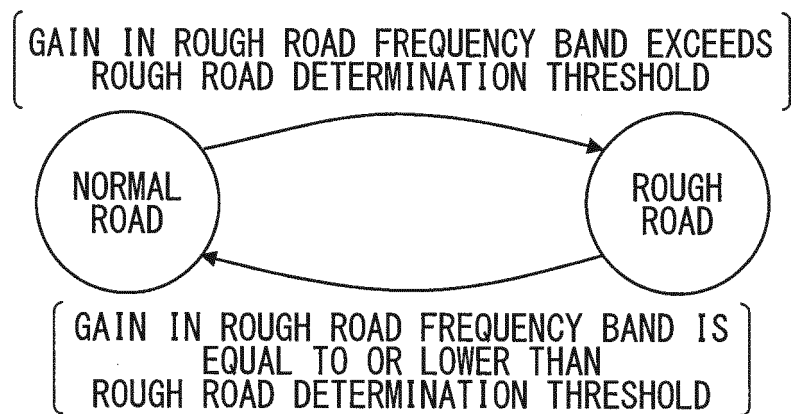 GAIN IN ROUGH ROAD FREQUENCY BAND EXCEEDS
ROUGH ROAD DETERMINATION THRESHOLD
NORMAL
ROAD
ROUGH
ROAD
GAIN IN ROUGH ROAD FREQUENCY BAND IS
EQUAL TO OR LOWER THAN
ROUGH ROAD DETERMINATION THRESHOLD